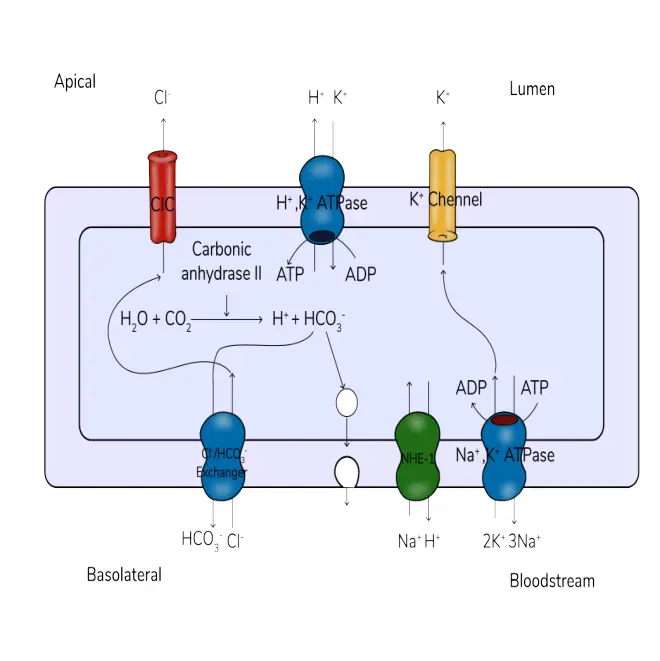 Apical
Lumen
Cl⁻
H⁺ K⁺
K⁺
ClC
H⁺,K⁺ ATPase
K⁺ Chennel
Carbonic
anhydrase II
ATP
ADP
H₂O + CO₂
H⁺ + HCO₃⁻
ADP
ATP
Cl⁻/HCO₃⁻
Exchanger
NHE-1
Na⁺,K⁺ ATPase
HCO₃⁻ Cl⁻
Na⁺ H⁺
2K⁺ 3Na⁺
Basolateral
Bloodstream